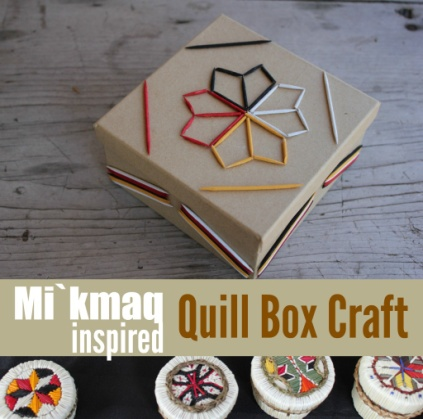 Mi`kmaq
inspired
Quill Box Craft